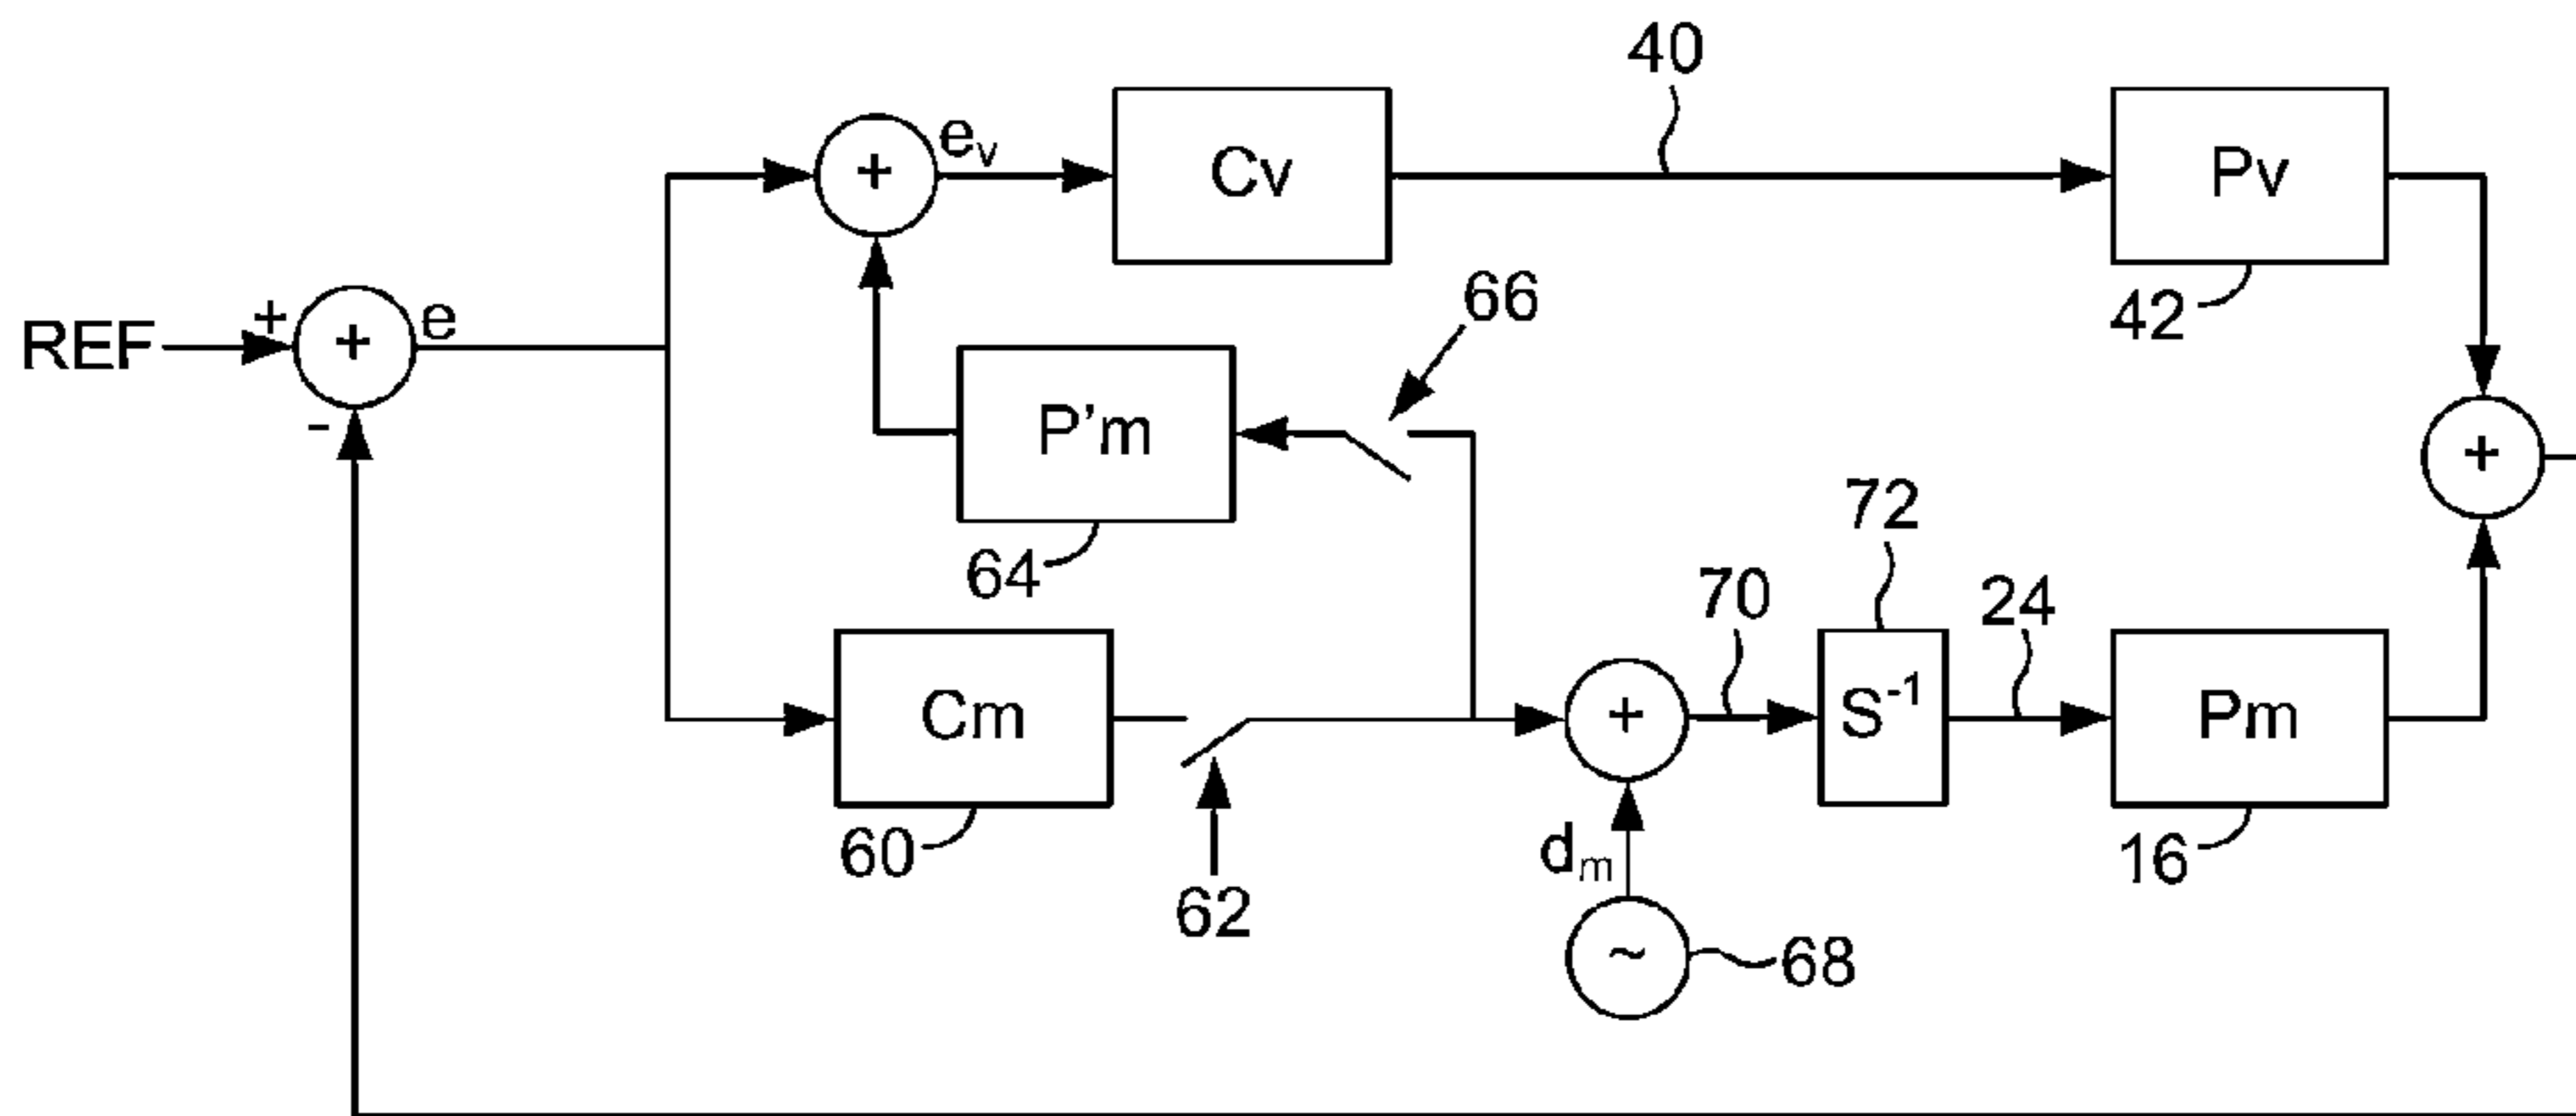 40
+
e_v
Cv
Pv
66
42
REF
+
+
e
-
P'm
+
64
72
70
24
Cm
+
S^-1
Pm
60
62
d_m
16
~
68